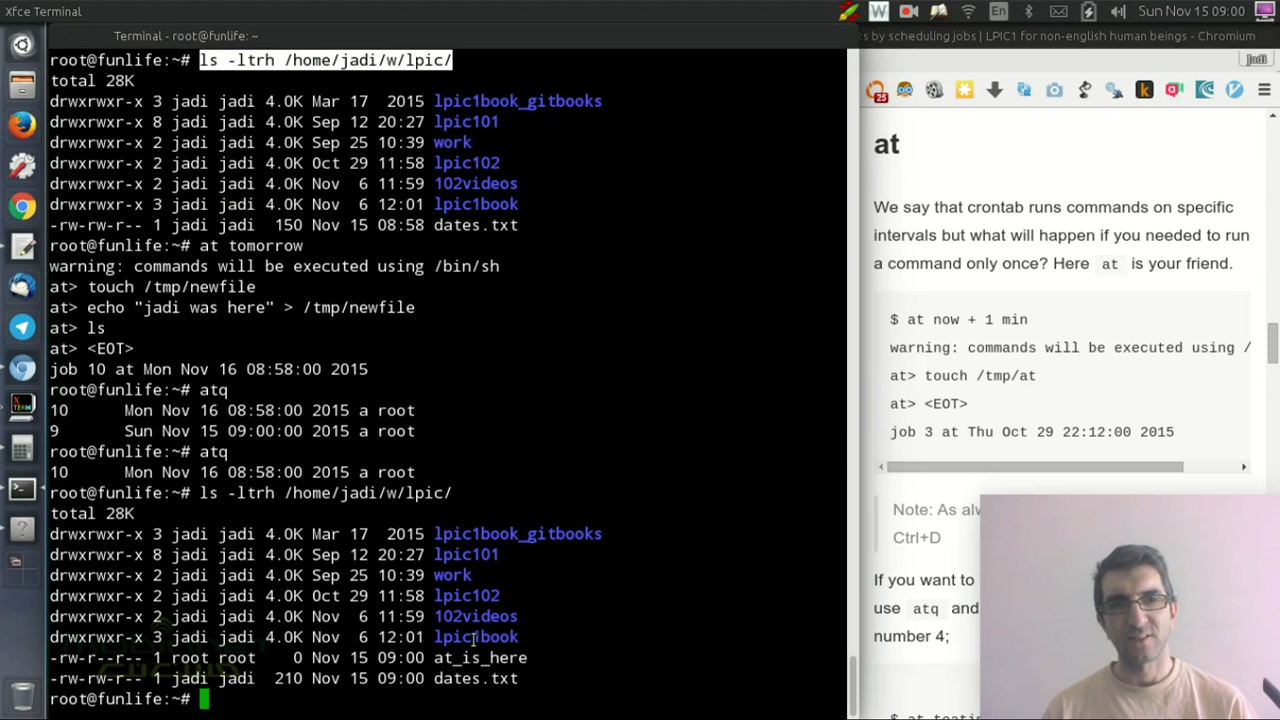 Xfce Terminal
En
Sun Nov 15 09:00
Terminal - root@funlife: ~
ks by scheduling jobs | LPIC1 for non-english human beings - Chromium
jadi
25
root@funlife:~# ls -ltrh /home/jadi/w/lpic/
total 28K
drwxrwxr-x 3 jadi jadi 4.0K Mar 17  2015 lpic1book_gitbooks
drwxrwxr-x 8 jadi jadi 4.0K Sep 12 20:27 lpic101
drwxrwxr-x 2 jadi jadi 4.0K Sep 25 10:39 work
drwxrwxr-x 2 jadi jadi 4.0K Oct 29 11:58 lpic102
drwxrwxr-x 2 jadi jadi 4.0K Nov  6 11:59 102videos
drwxrwxr-x 3 jadi jadi 4.0K Nov  6 12:01 lpic1book
-rw-rw-r-- 1 jadi jadi  150 Nov 15 08:58 dates.txt
root@funlife:~# at tomorrow
warning: commands will be executed using /bin/sh
at> touch /tmp/newfile
at> echo "jadi was here" > /tmp/newfile
at> ls
at> <EOT>
job 10 at Mon Nov 16 08:58:00 2015
root@funlife:~# atq
10      Mon Nov 16 08:58:00 2015 a root
9       Sun Nov 15 09:00:00 2015 a root
root@funlife:~# atq
10      Mon Nov 16 08:58:00 2015 a root
root@funlife:~# ls -ltrh /home/jadi/w/lpic/
total 28K
drwxrwxr-x 3 jadi jadi 4.0K Mar 17  2015 lpic1book_gitbooks
drwxrwxr-x 8 jadi jadi 4.0K Sep 12 20:27 lpic101
drwxrwxr-x 2 jadi jadi 4.0K Sep 25 10:39 work
drwxrwxr-x 2 jadi jadi 4.0K Oct 29 11:58 lpic102
drwxrwxr-x 2 jadi jadi 4.0K Nov  6 11:59 102videos
drwxrwxr-x 3 jadi jadi 4.0K Nov  6 12:01 lpic1book
-rw-r--r-- 1 root root    0 Nov 15 09:00 at_is_here
-rw-rw-r-- 1 jadi jadi  210 Nov 15 09:00 dates.txt
root@funlife:~#
at
We say that crontab runs commands on specific
intervals but what will happen if you needed to run
a command only once? Here at is your friend.
$ at now + 1 min
warning: commands will be executed using /
at> touch /tmp/at
at> <EOT>
job 3 at Thu Oct 29 22:12:00 2015
Note: As alw
Ctrl+D
If you want to
use atq and
number 4;